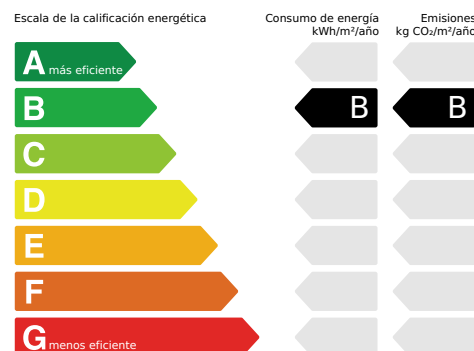 Escala de la calificación energética
Consumo de energía
kWh/m²/año
Emisiones
kg CO₂/m²/año
A más eficiente
B B B
C
D
E
F
G menos eficiente